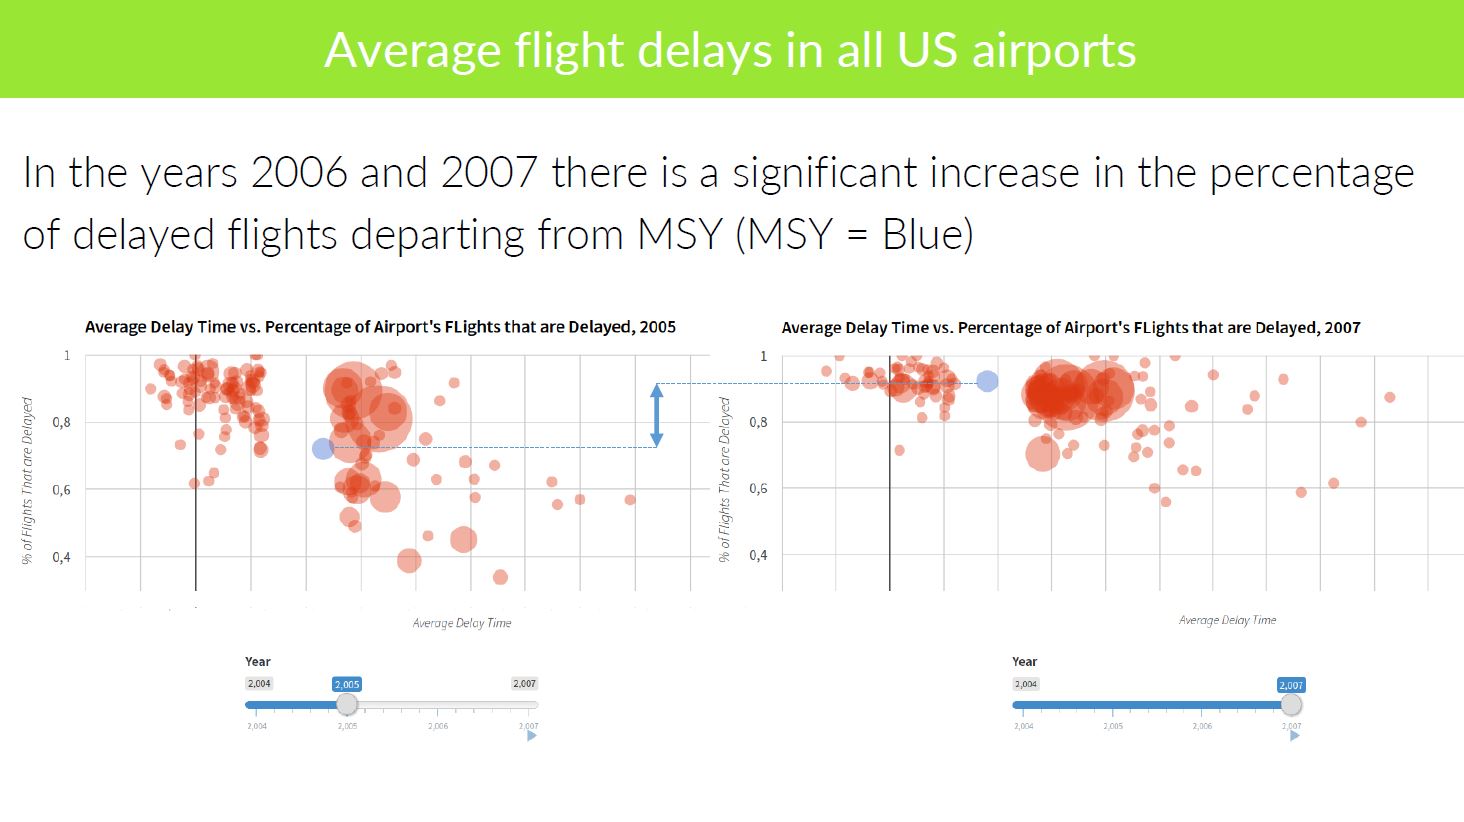 Average flight delays in all US airports
In the years 2006 and 2007 there is a significant increase in the percentage
of delayed flights departing from MSY (MSY = Blue)
Average Delay Time vs. Percentage of Airport's FLights that are Delayed, 2005
1
0,8
0,6
0,4
% of Flights That are Delayed
Average Delay Time
Year
2,004
2,005
2,007
2,004
2,005
2,006
2,007
Average Delay Time vs. Percentage of Airport's FLights that are Delayed, 2007
1
0,8
0,6
0,4
% of Flights That are Delayed
Average Delay Time
Year
2,004
2,007
2,004
2,005
2,006
2,007